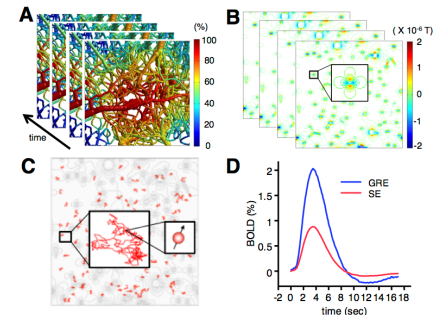 A
(%)
100
80
60
40
20
0
time
B
( X 10⁻⁶ T)
2
1
0
-1
-2
C
D
BOLD (%)
2
1.5
1
0.5
0
GRE
SE
-2 0 2 4 6 8 10 12 14 16 18
time (sec)